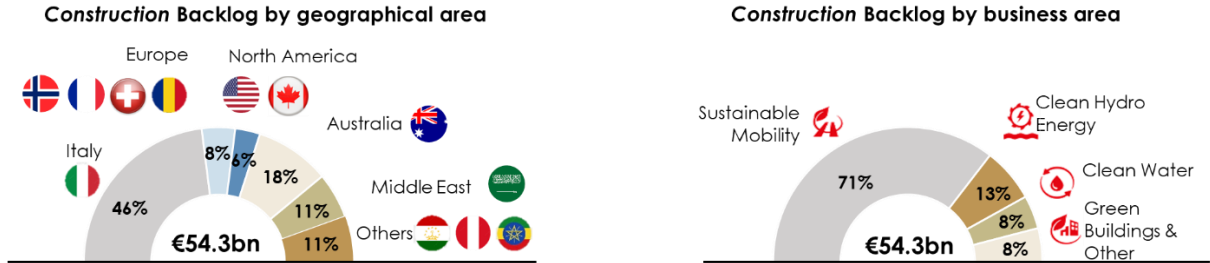 Construction Backlog by geographical area
Europe
North America
Australia
Italy
Middle East
Others
46%
8%
6%
18%
11%
11%
€54.3bn
Construction Backlog by business area
Sustainable
Mobility
Clean Hydro
Energy
Clean Water
Green
Buildings &
Other
71%
13%
8%
8%
€54.3bn